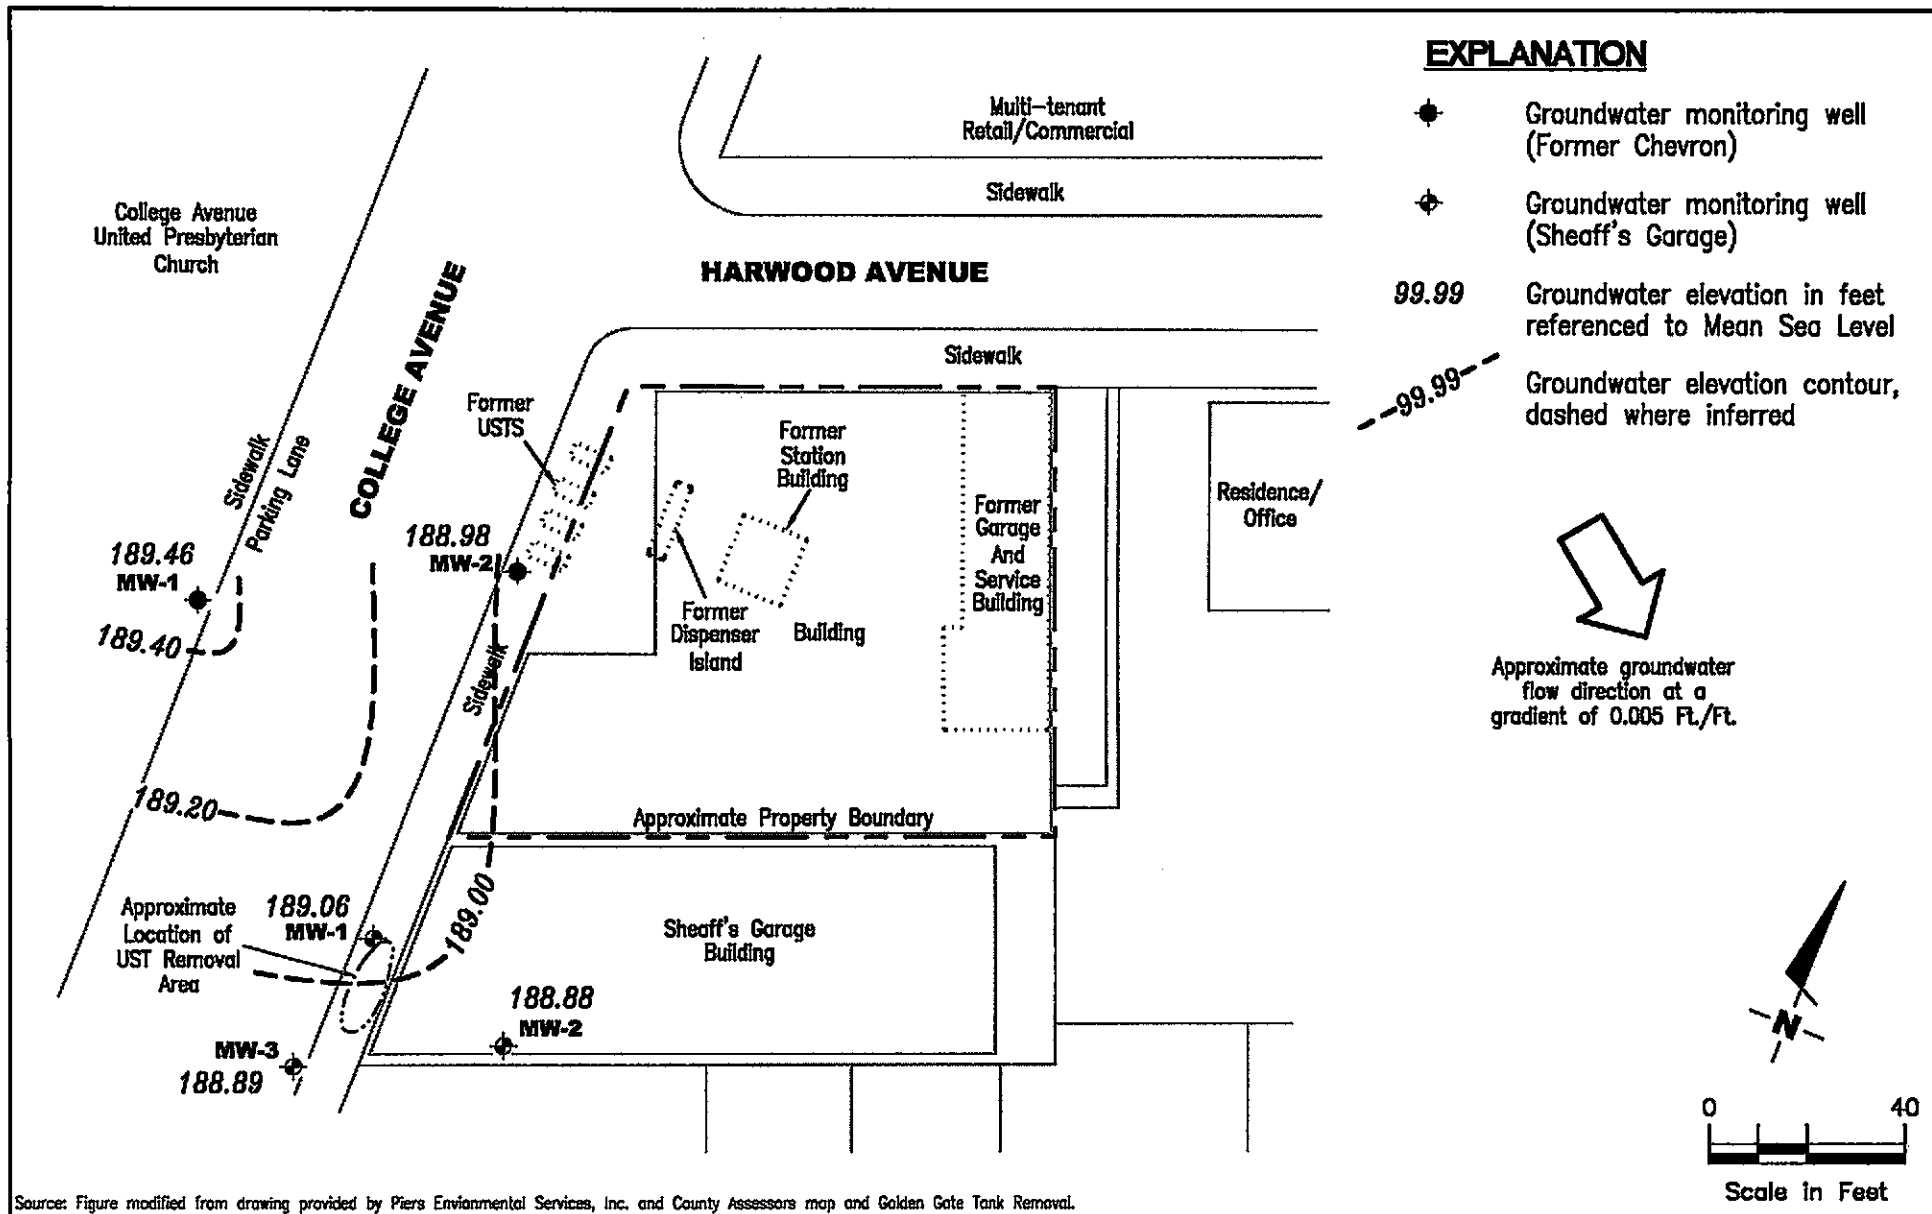 EXPLANATION
Groundwater monitoring well
(Former Chevron)
Groundwater monitoring well
(Sheaff's Garage)
99.99
Groundwater elevation in feet
referenced to Mean Sea Level
99.99
Groundwater elevation contour,
dashed where inferred
Multi-tenant
Retail/Commercial
Sidewalk
College Avenue
United Presbyterian
Church
HARWOOD AVENUE
COLLEGE AVENUE
Sidewalk
Sidewalk
Parking Lane
Former
USTS
Former
Station
Building
Former
Garage
And
Service
Building
Residence/
Office
189.46
MW-1
188.98
MW-2
189.40
Former
Dispenser
Island
Building
Sidewalk
Approximate groundwater
flow direction at a
gradient of 0.005 Ft./Ft.
189.20
Approximate Property Boundary
189.00
Approximate
Location of
UST Removal
Area
189.06
MW-1
Sheaff's Garage
Building
188.88
MW-2
MW-3
188.89
N
0 40
Scale in Feet
Source: Figure modified from drawing provided by Piers Envionmental Services, Inc. and County Assessors map and Golden Gate Tank Removal.